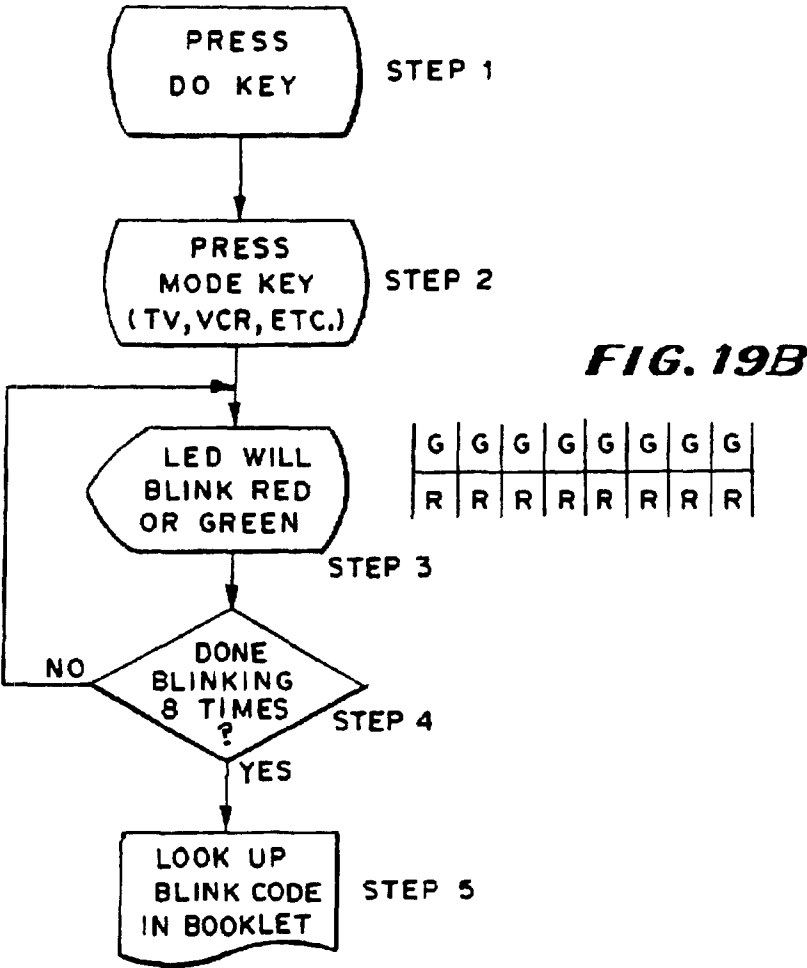 PRESS
DO KEY
STEP 1
PRESS
MODE KEY
(TV, VCR, ETC.)
STEP 2
FIG. 19B
LED WILL
BLINK RED
OR GREEN
STEP 3
G G G G G G G G
R R R R R R R R
DONE
BLINKING
8 TIMES
?
STEP 4
NO
YES
LOOK UP
BLINK CODE
IN BOOKLET
STEP 5